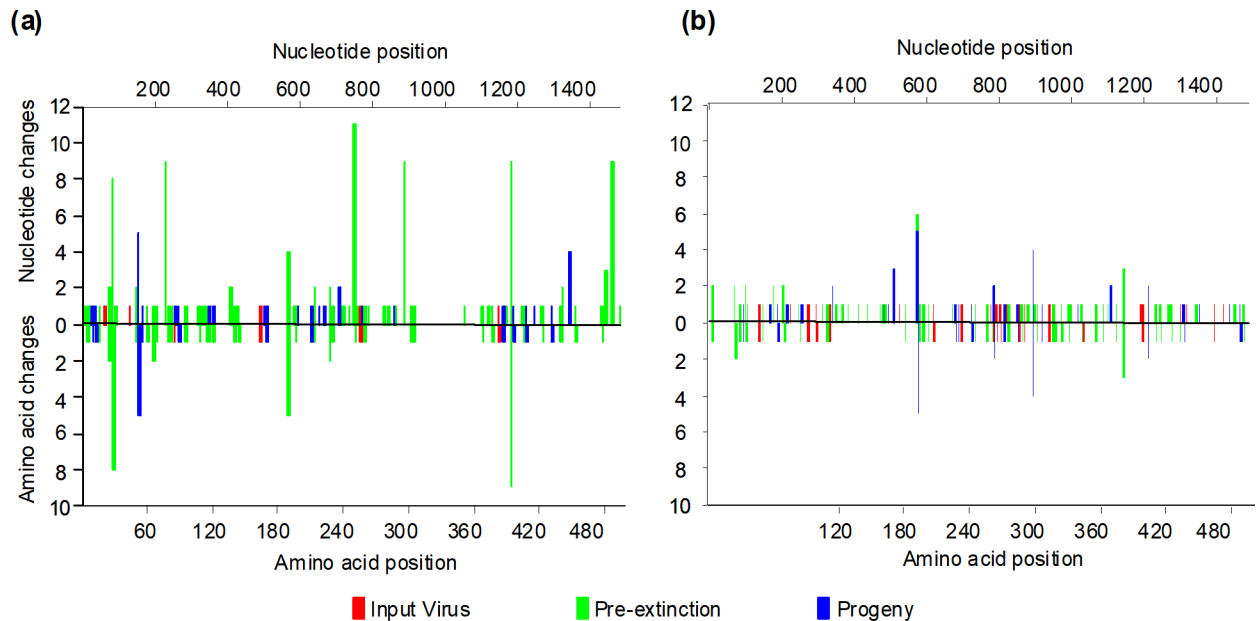 (a)
Nucleotide position
200 400 600 800 1000 1200 1400
12
10
8
6
4
2
0
2
4
6
8
10
Nucleotide changes
Amino acid changes
60 120 180 240 300 360 420 480
Amino acid position
(b)
Nucleotide position
200 400 600 800 1000 1200 1400
12
10
8
6
4
2
0
2
4
6
8
10
120 180 240 300 360 420 480
Amino acid position
Input Virus Pre-extinction Progeny